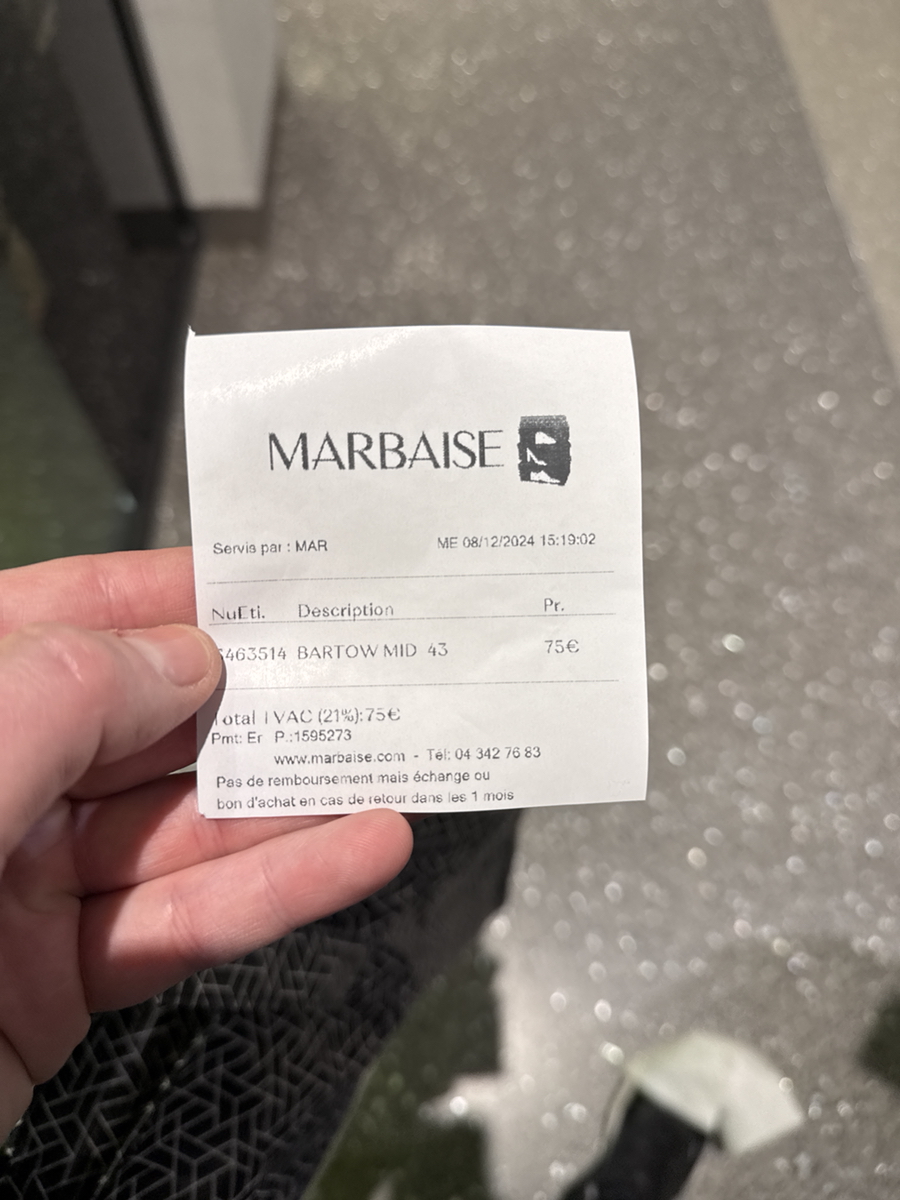 MARBAISE
Servis par : MAR ME 08/12/2024 15:19:02
NuEti. Description Pr.
463514 BARTOW MID 43 75€
Total TVAC (21%):75€
Pmt: Er P.:1595273
www.marbaise.com - Tél: 04 342 76 83
Pas de remboursement mais échange ou
bon d'achat en cas de retour dans les 1 mois